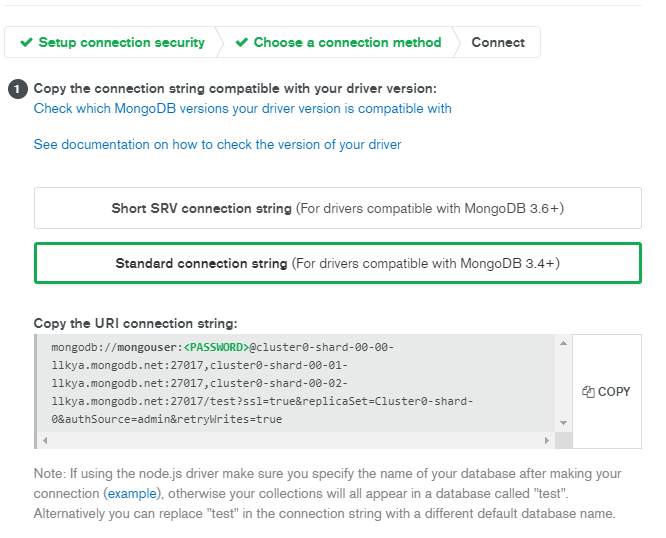 Setup connection security
Choose a connection method
Connect
1 Copy the connection string compatible with your driver version:
Check which MongoDB versions your driver version is compatible with
See documentation on how to check the version of your driver
Short SRV connection string (For drivers compatible with MongoDB 3.6+)
Standard connection string (For drivers compatible with MongoDB 3.4+)
Copy the URI connection string:
mongodb://mongouser:<PASSWORD>@cluster0-shard-00-00-
llkya.mongodb.net:27017,cluster0-shard-00-01-
llkya.mongodb.net:27017,cluster0-shard-00-02-
llkya.mongodb.net:27017/test?ssl=true&replicaSet=Cluster0-shard-
0&authSource=admin&retryWrites=true
COPY
Note: If using the node.js driver make sure you specify the name of your database after making your
connection (example), otherwise your collections will all appear in a database called "test".
Alternatively you can replace "test" in the connection string with a different default database name.